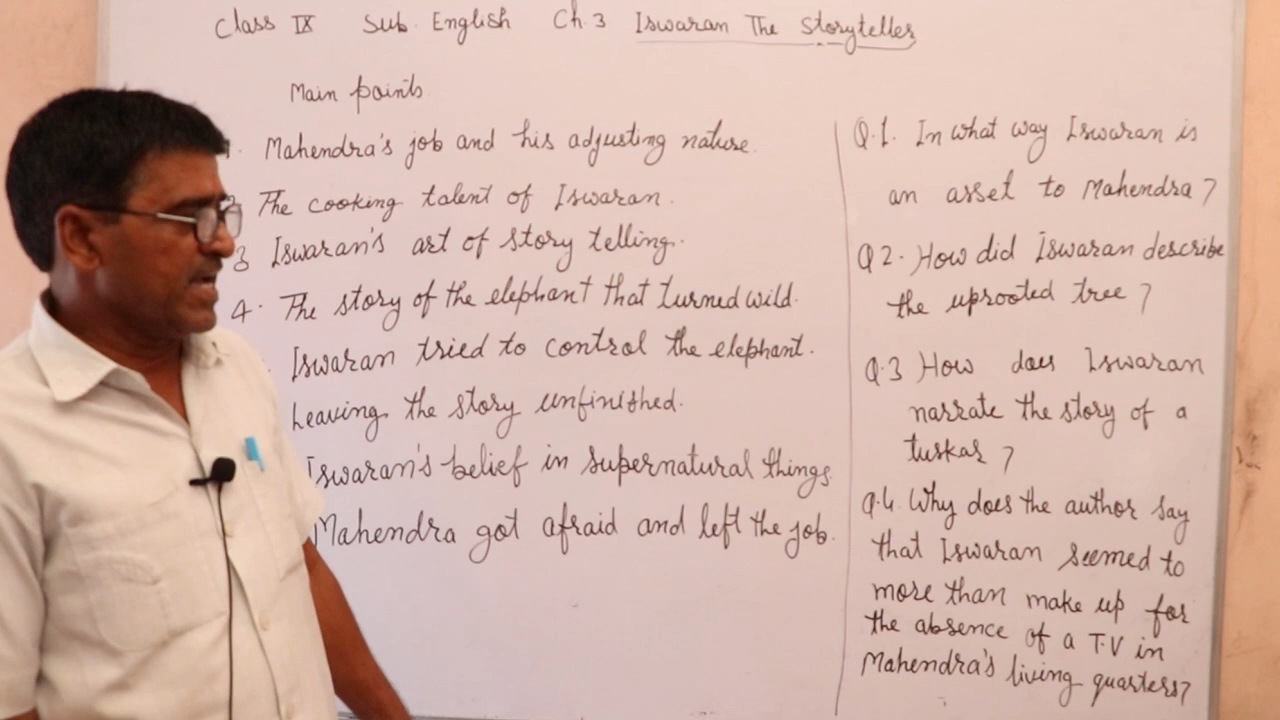 Class IX Sub. English Ch.3 Iswaran The Storyteller
Main points
Mahendra's job and his adjusting nature.
The cooking talent of Iswaran.
3 Iswaran's art of story telling.
4. The story of the elephant that turned wild.
Iswaran tried to control the elephant.
Leaving the story unfinished.
Iswaran's belief in supernatural things.
Mahendra got afraid and left the job.
Q.1. In what way Iswaran is
an asset to Mahendra?
Q2. How did Iswaran describe
the uprooted tree?
Q.3 How does Iswaran
narrate the story of a
tuskar?
Q.4. Why does the author say
that Iswaran seemed to
more than make up for
the absence of a T.V in
Mahendra's living quarters?